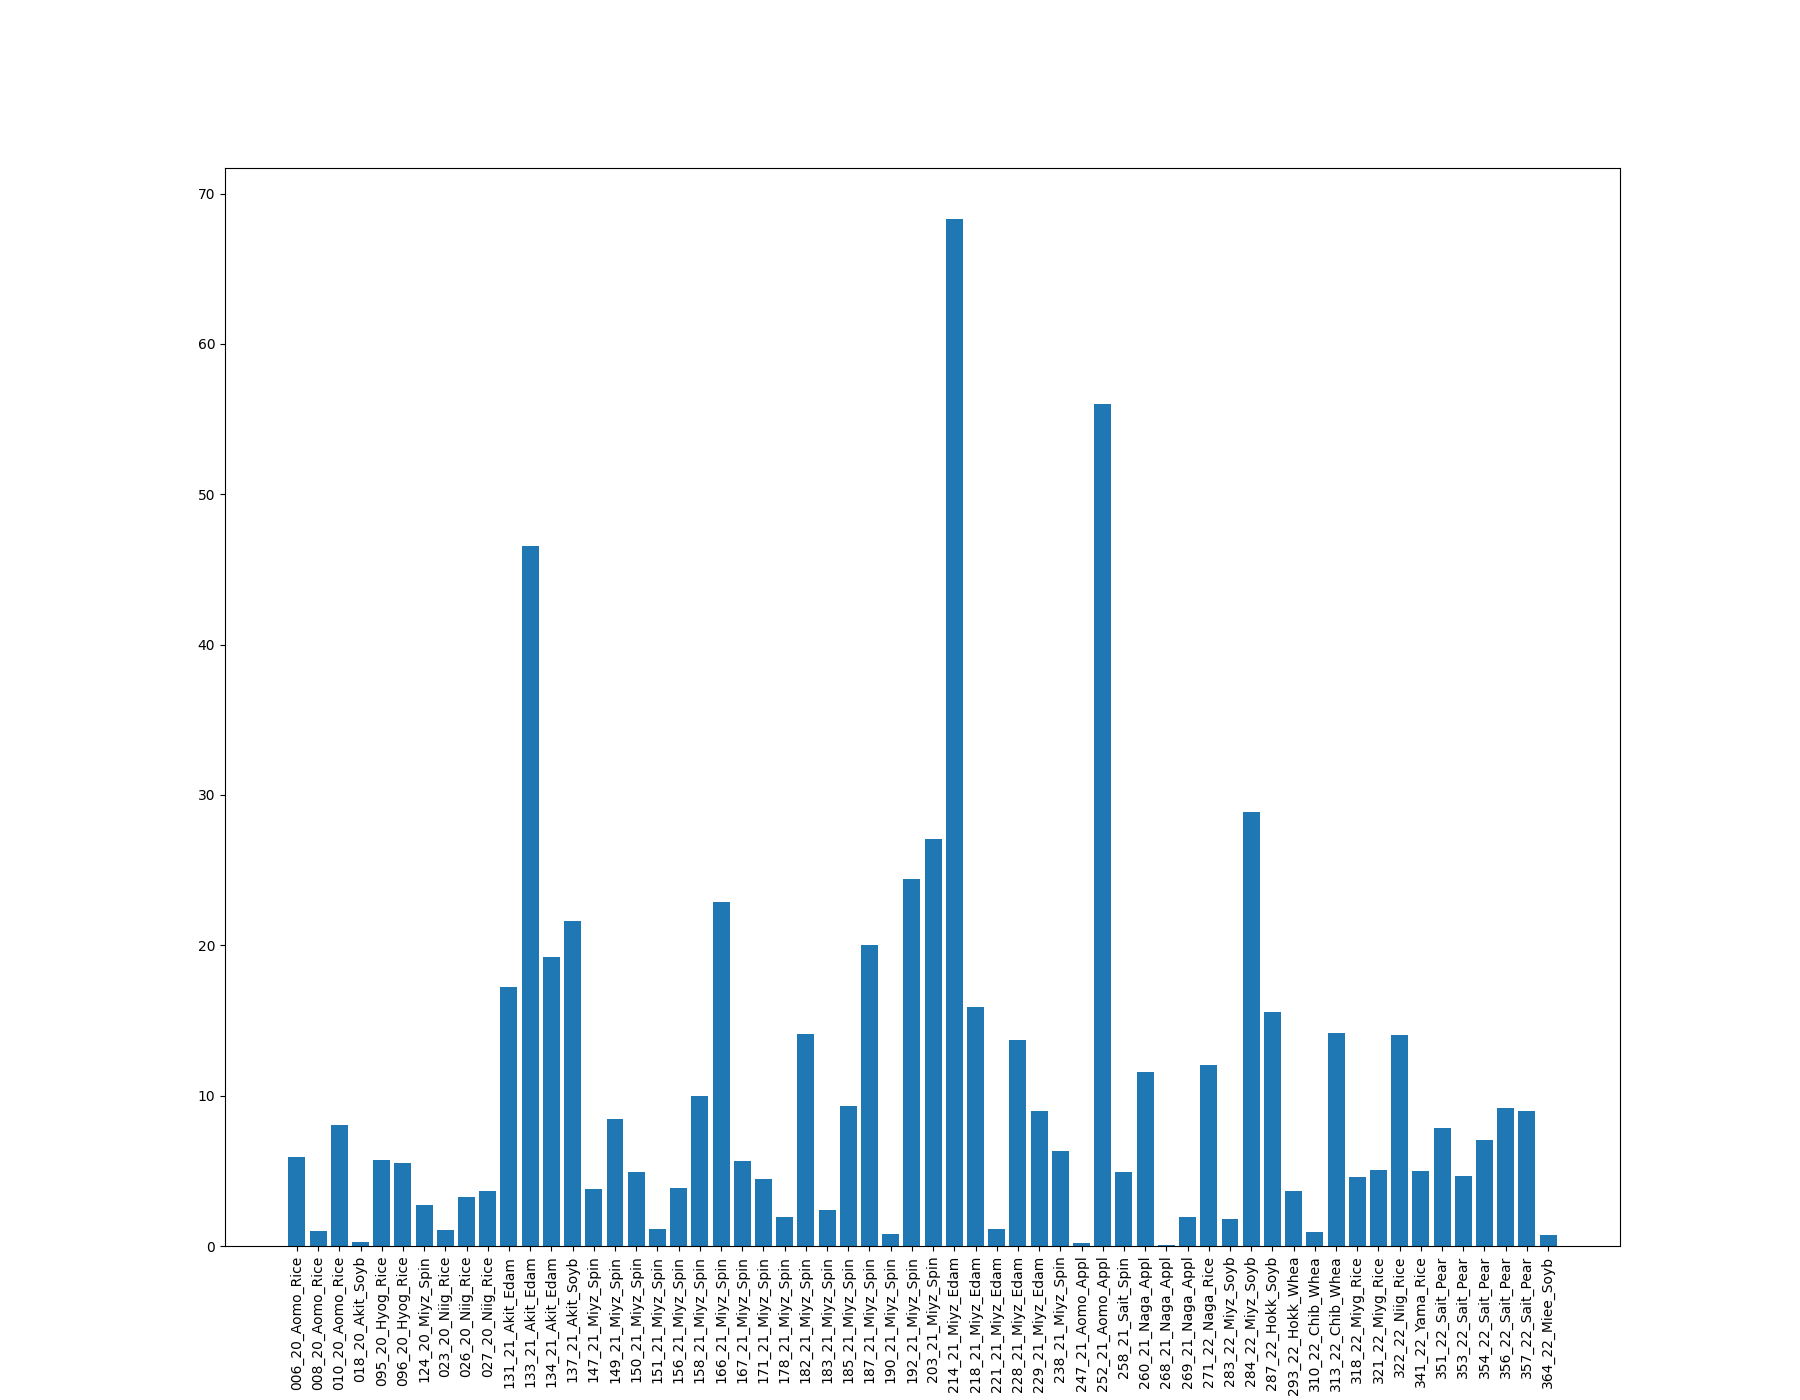 70
60
50
40
30
20
10
0
006_20_Aomo_Rice
008_20_Aomo_Rice
010_20_Aomo_Rice
018_20_Akit_Soyb
095_20_Hyog_Rice
096_20_Hyog_Rice
124_20_Miyz_Spin
023_20_Niig_Rice
026_20_Niig_Rice
027_20_Niig_Rice
131_21_Akit_Edam
133_21_Akit_Edam
134_21_Akit_Edam
137_21_Akit_Soyb
147_21_Miyz_Spin
149_21_Miyz_Spin
150_21_Miyz_Spin
151_21_Miyz_Spin
156_21_Miyz_Spin
158_21_Miyz_Spin
166_21_Miyz_Spin
167_21_Miyz_Spin
171_21_Miyz_Spin
178_21_Miyz_Spin
182_21_Miyz_Spin
183_21_Miyz_Spin
185_21_Miyz_Spin
187_21_Miyz_Spin
190_21_Miyz_Spin
192_21_Miyz_Spin
203_21_Miyz_Spin
214_21_Miyz_Edam
218_21_Miyz_Edam
221_21_Miyz_Edam
228_21_Miyz_Edam
229_21_Miyz_Edam
238_21_Miyz_Spin
247_21_Aomo_Appl
252_21_Aomo_Appl
258_21_Sait_Spin
260_21_Naga_Appl
268_21_Naga_Appl
269_21_Naga_Appl
271_22_Naga_Rice
283_22_Miyz_Soyb
284_22_Miyz_Soyb
287_22_Hokk_Soyb
293_22_Hokk_Whea
310_22_Chib_Whea
313_22_Chib_Whea
318_22_Miyg_Rice
321_22_Miyg_Rice
322_22_Niig_Rice
341_22_Yama_Rice
351_22_Sait_Pear
353_22_Sait_Pear
354_22_Sait_Pear
356_22_Sait_Pear
357_22_Sait_Pear
364_22_Miee_Soyb